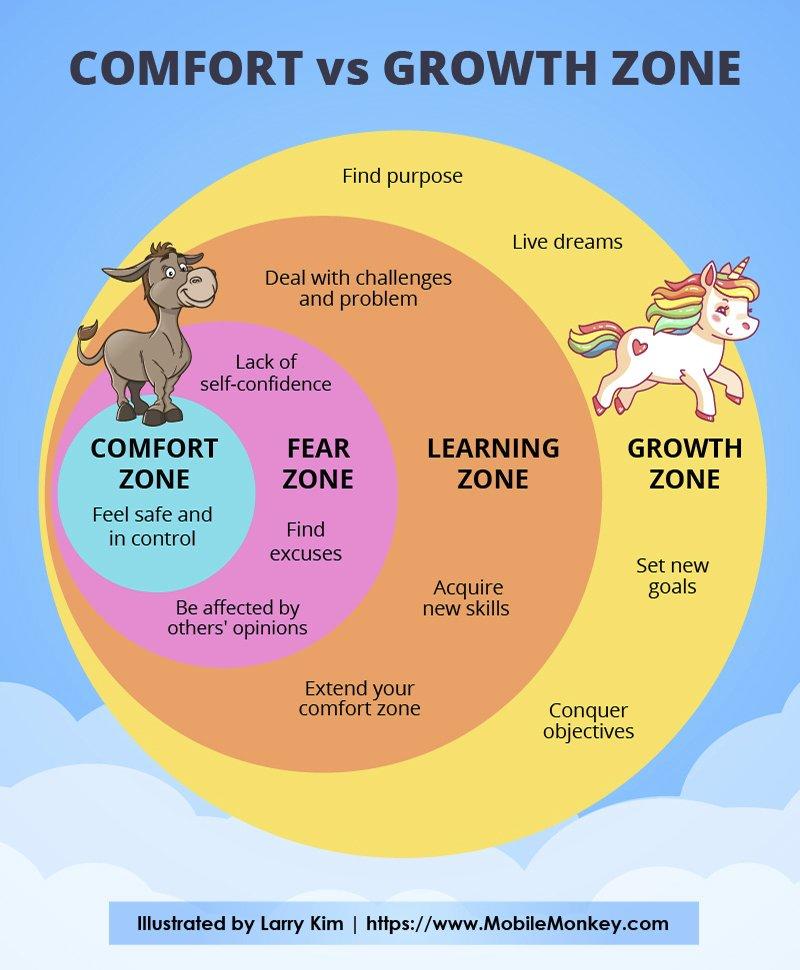 COMFORT vs GROWTH ZONE
Find purpose
Live dreams
Deal with challenges
and problem
Lack of
self-confidence
COMFORT
ZONE
Feel safe and
in control
FEAR
ZONE
Find
excuses
Be affected by
others' opinions
LEARNING
ZONE
Acquire
new skills
Extend your
comfort zone
GROWTH
ZONE
Set new
goals
Conquer
objectives
Illustrated by Larry Kim | https://www.MobileMonkey.com